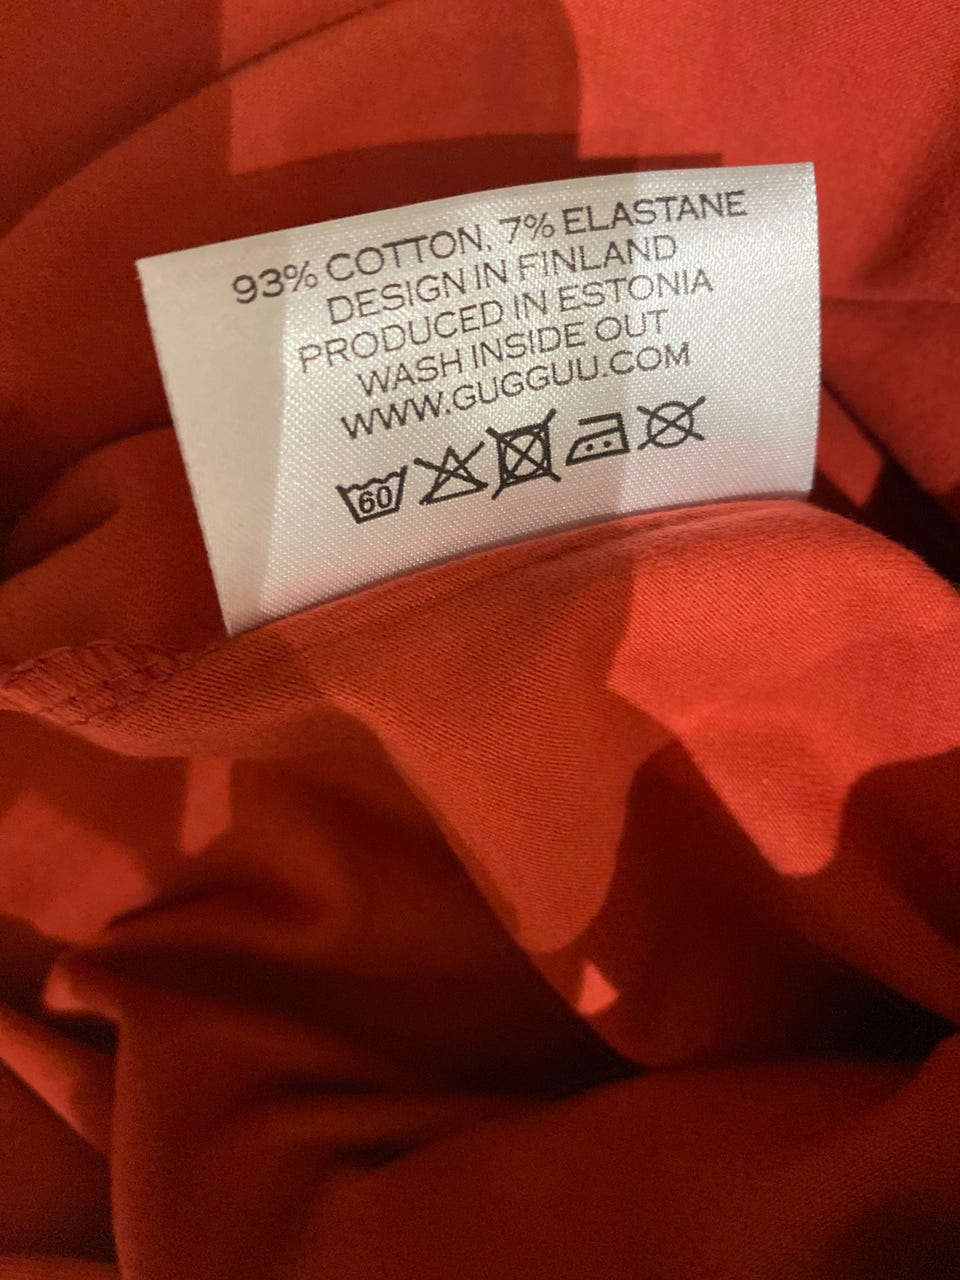 93% COTTON, 7% ELASTANE
DESIGN IN FINLAND
PRODUCED IN ESTONIA
WASH INSIDE OUT
WWW.GUGGUU.COM
60